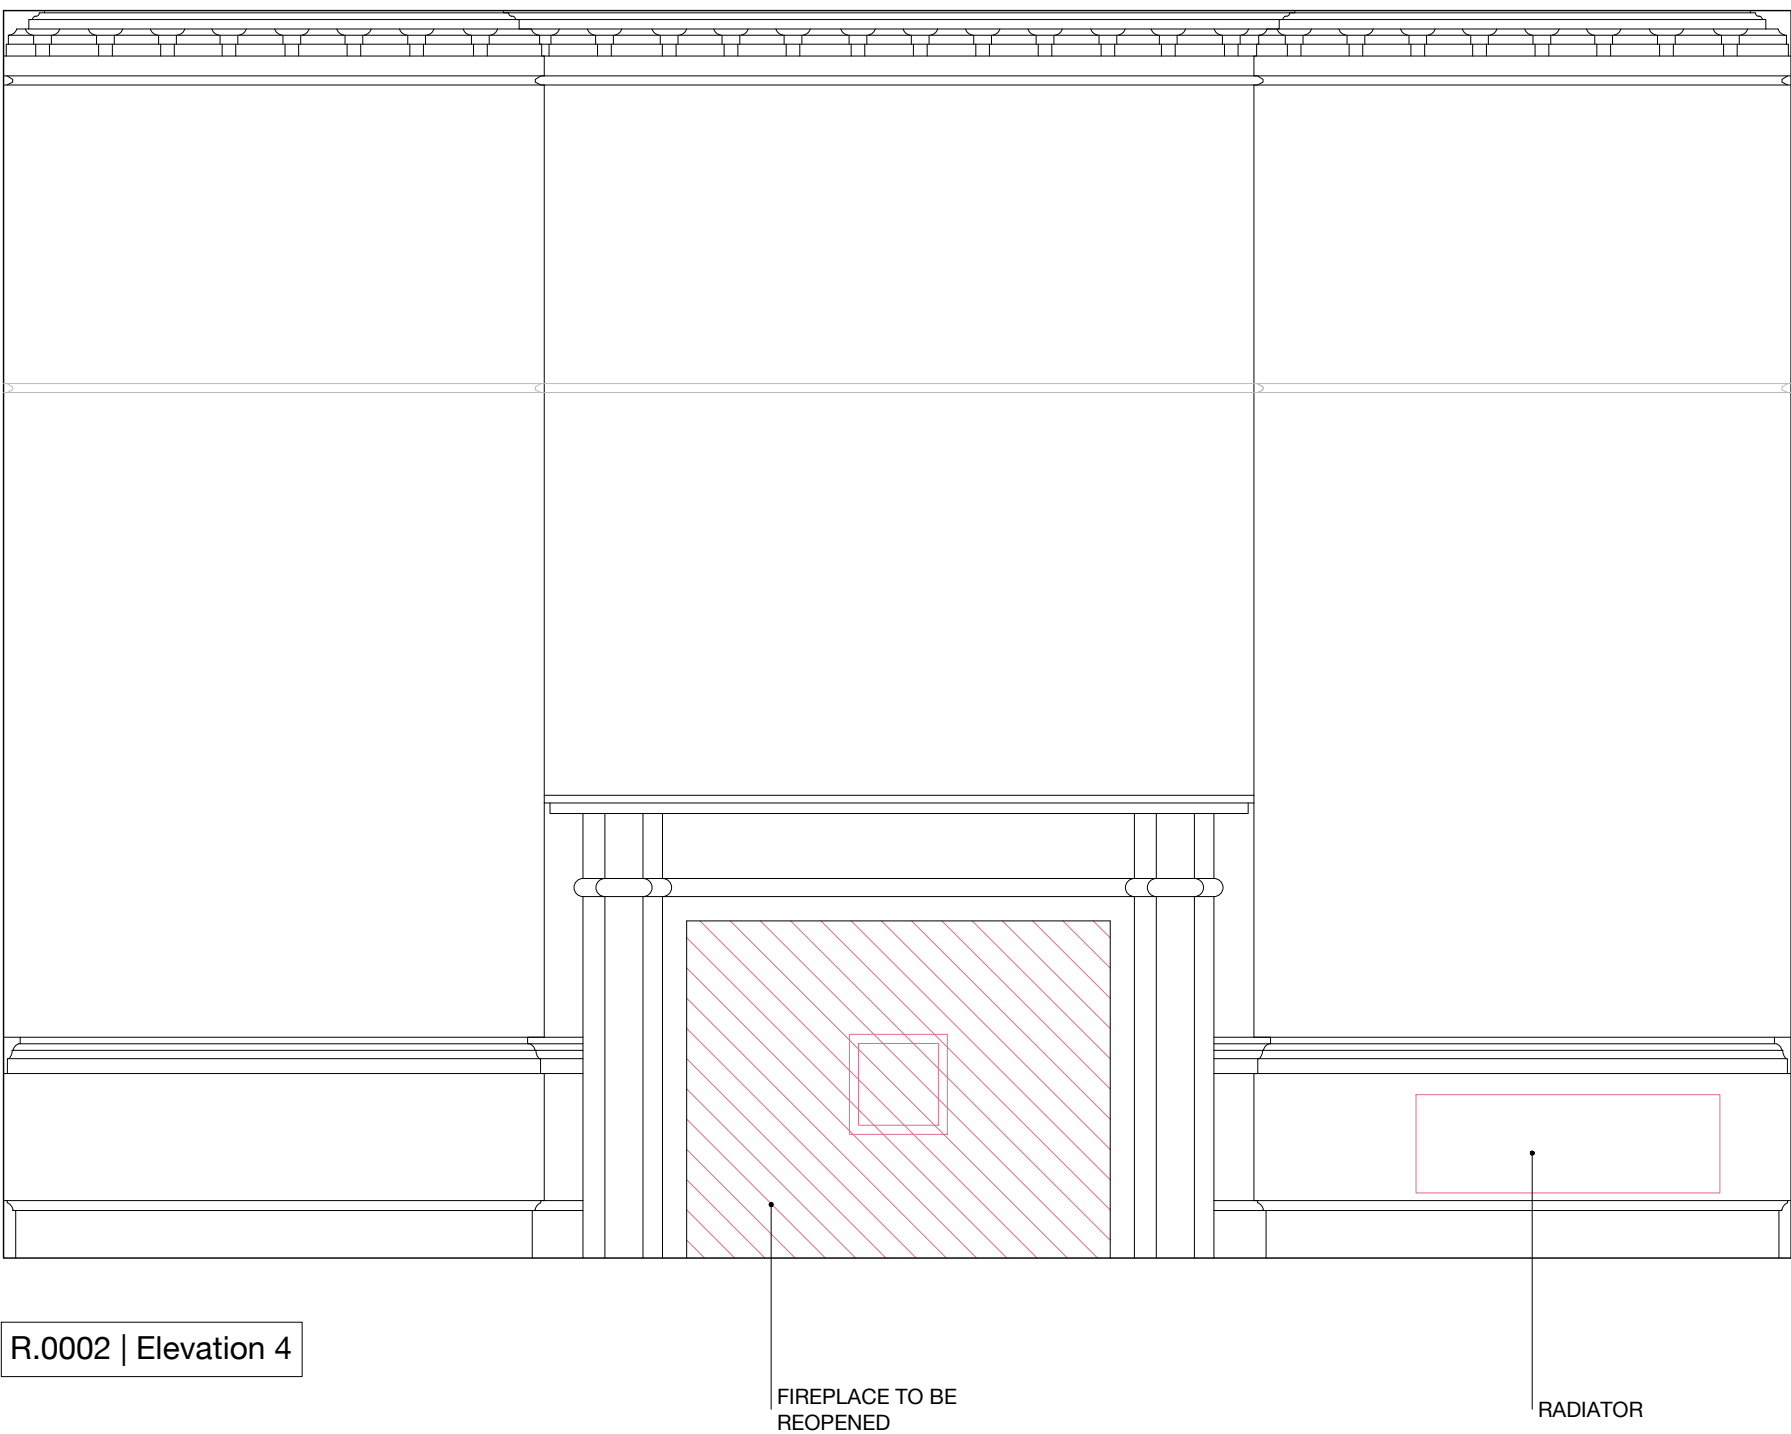 R.0002 | Elevation 4
FIREPLACE TO BE
REOPENED
RADIATOR